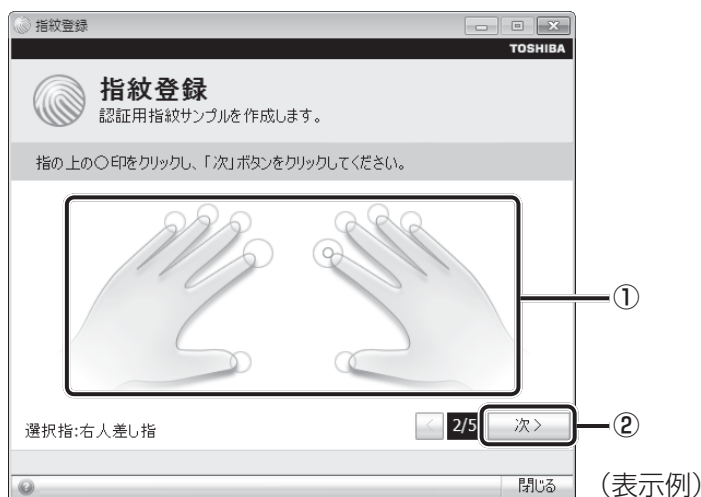 指紋登録
TOSHIBA
指紋登録
認証用指紋サンプルを作成します。
指の上の○印をクリックし、「次」ボタンをクリックしてください。
①
選択指:右人差し指
< 2/5 次 >
②
閉じる
(表示例)